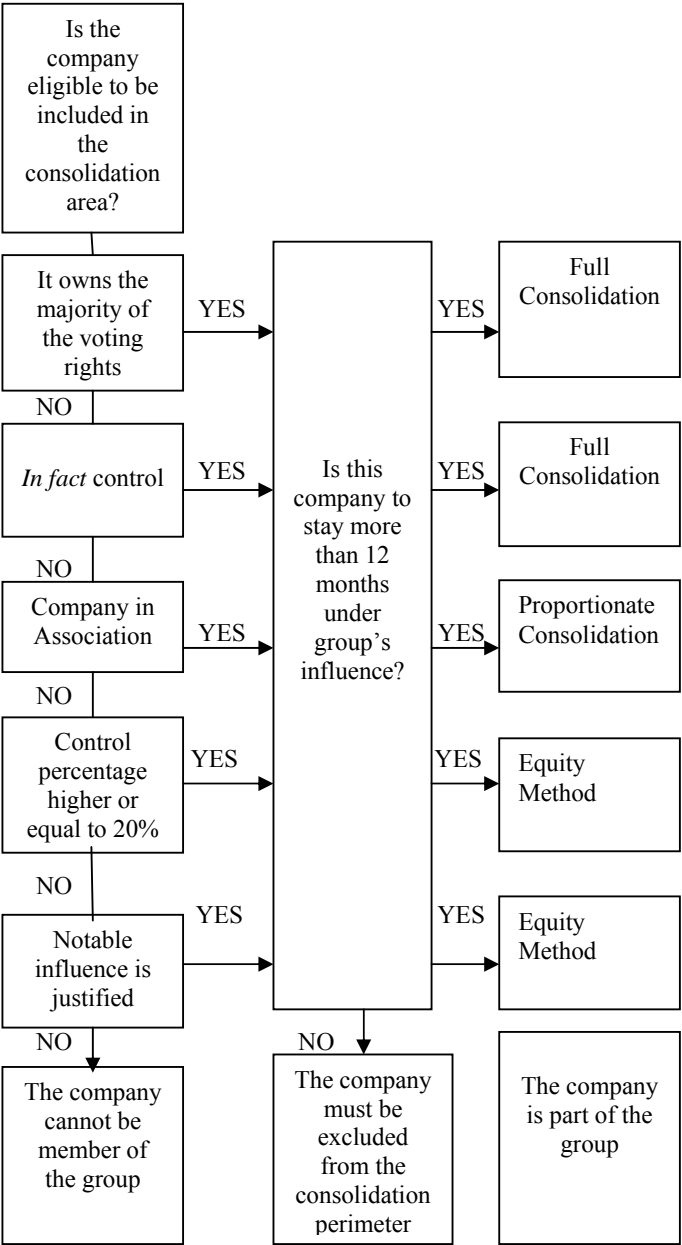 Is the
company
eligible to be
included in
the
consolidation
area?
It owns the
majority of
the voting
rights
YES
YES
Full
Consolidation
NO
In fact control
YES
Is this
company to
stay more
than 12
months
under
group’s
influence?
YES
Full
Consolidation
NO
Company in
Association
YES
YES
Proportionate
Consolidation
NO
Control
percentage
higher or
equal to 20%
YES
YES
Equity
Method
NO
Notable
influence is
justified
YES
YES
Equity
Method
NO
The company
cannot be
member of
the group
NO
The company
must be
excluded
from the
consolidation
perimeter
The company
is part of the
group